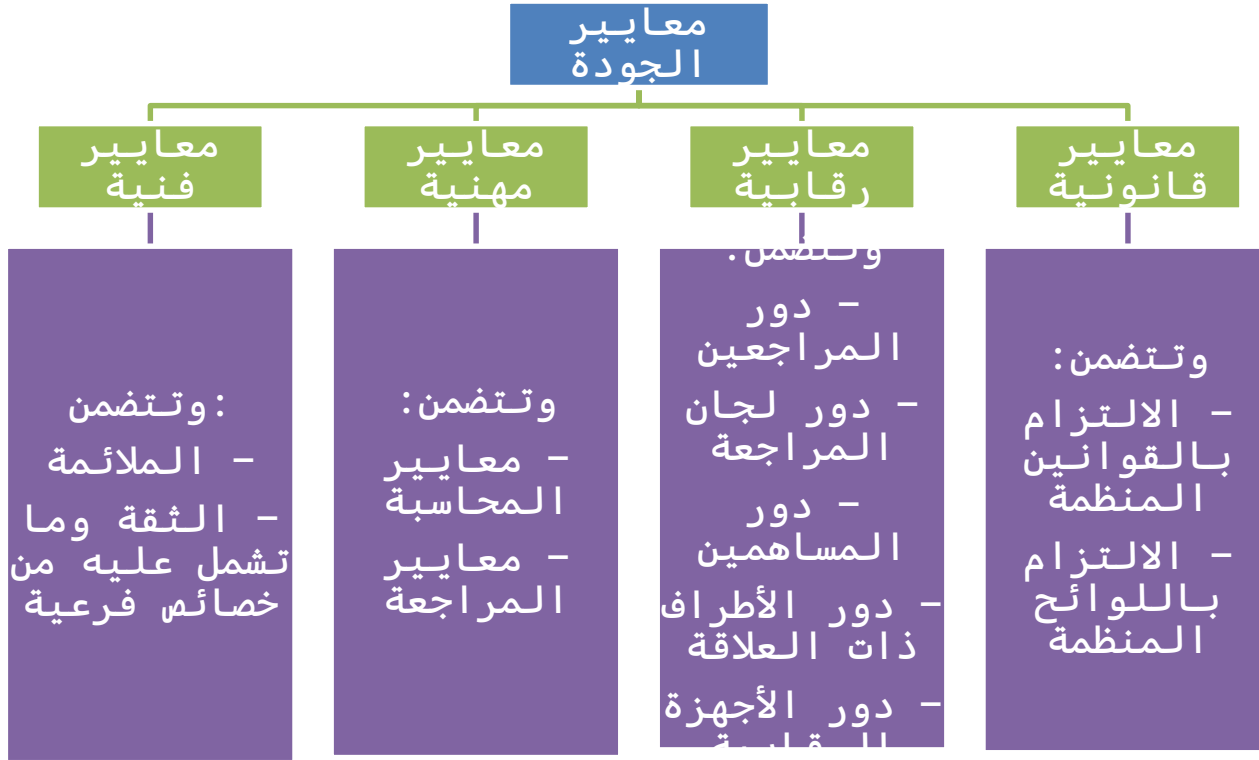 معايير
الجودة
معايير
قانونية
معايير
رقابية
معايير
مهنية
معايير
فنية
وتتضمن:
– الالتزام
بالقوانين
المنظمة
– الالتزام
باللوائح
المنظمة
وتتضمن:
– دور
المراجعين
– دور لجان
المراجعة
– دور
المساهمين
– دور الأطراف
ذات العلاقة
– دور الأجهزة
الرقابية
وتتضمن:
– معايير
المحاسبة
– معايير
المراجعة
وتتضمن:
– الملائمة
– الثقة وما
تشمل عليه من
خصائص فرعية